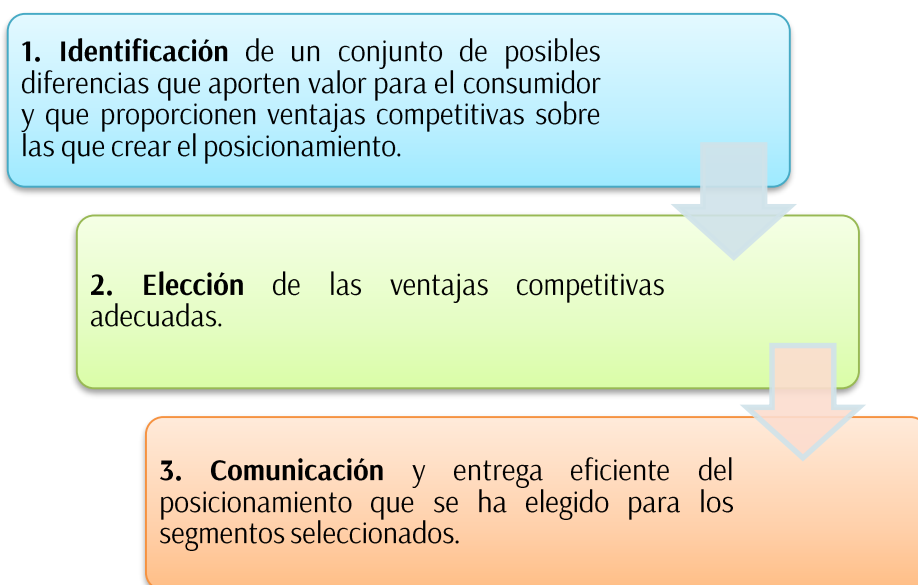 1. Identificación de un conjunto de posibles
diferencias que aporten valor para el consumidor
y que proporcionen ventajas competitivas sobre
las que crear el posicionamiento.
2. Elección de las ventajas competitivas
adecuadas.
3. Comunicación y entrega eficiente del
posicionamiento que se ha elegido para los
segmentos seleccionados.